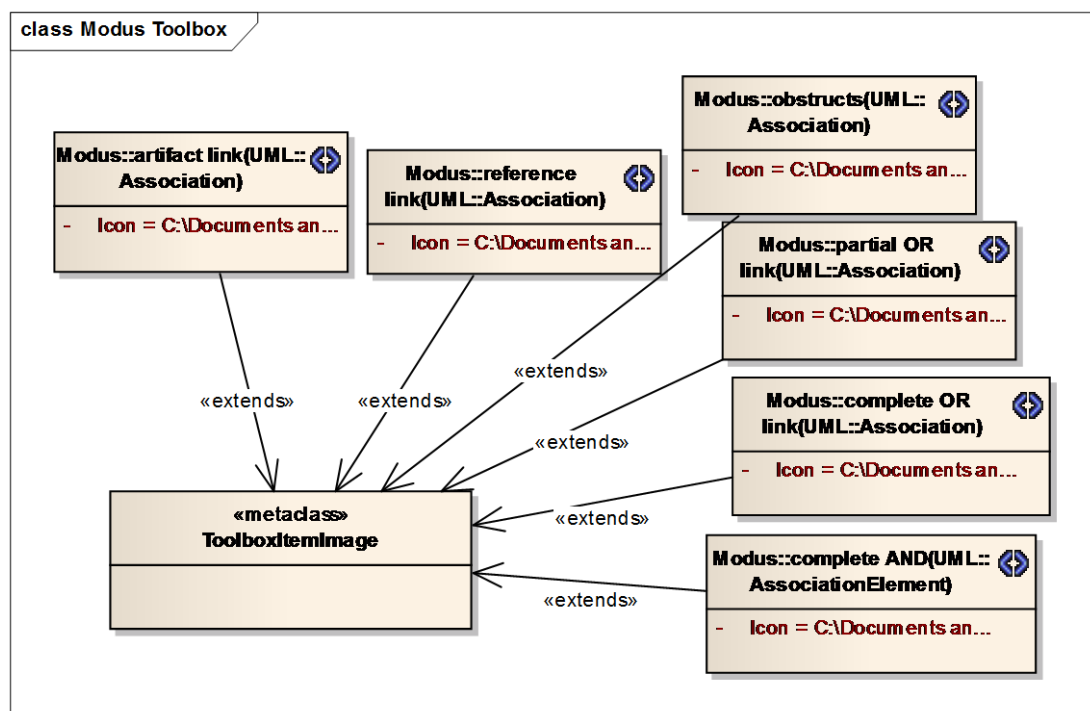 class Modus Toolbox
Modus::obstructs(UML::
Association)
- Icon = C:\Documents an...
Modus::artifact link(UML::
Association)
- Icon = C:\Documents an...
Modus::reference
link(UML::Association)
- Icon = C:\Documents an...
Modus::partial OR
link(UML::Association)
- Icon = C:\Documents an...
«extends»
«extends»
«extends»
Modus::complete OR
link(UML::Association)
- Icon = C:\Documents an...
«extends»
«metaclass»
ToolboxItemImage
«extends»
Modus::complete AND(UML::
AssociationElement)
- Icon = C:\Documents an...
«extends»